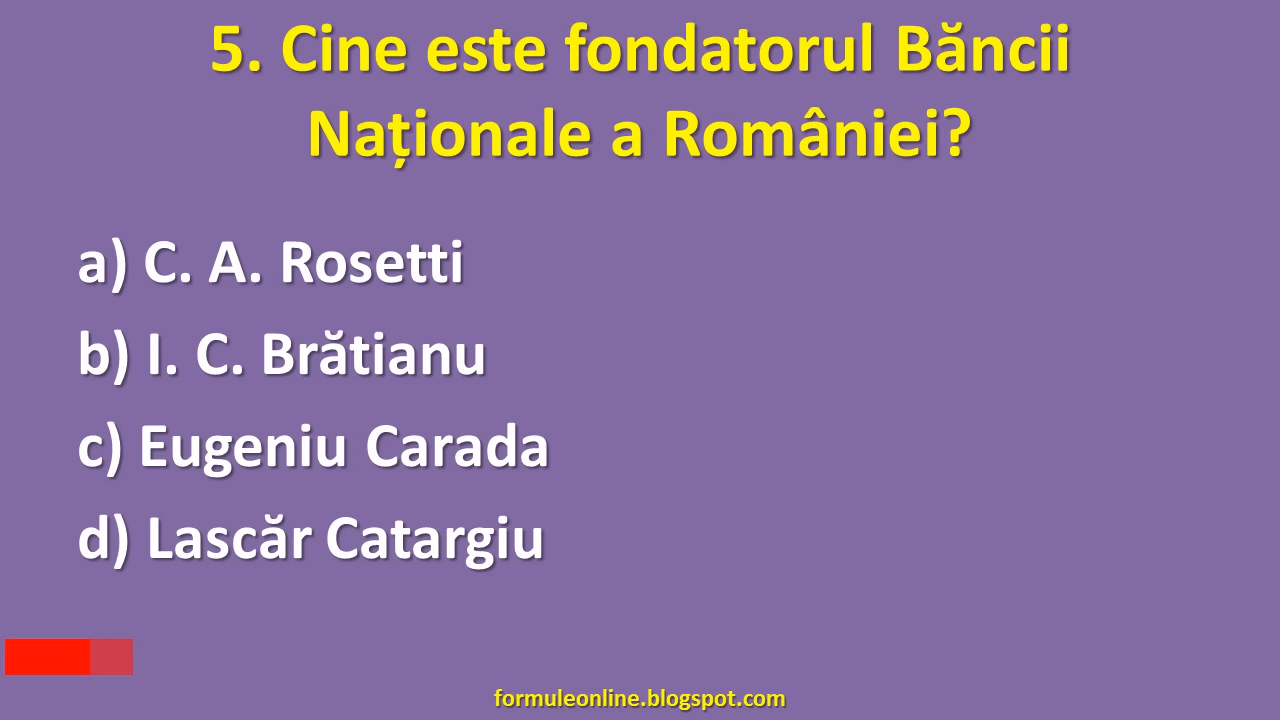 5. Cine este fondatorul Băncii
Naționale a României?
a) C. A. Rosetti
b) I. C. Brătianu
c) Eugeniu Carada
d) Lascăr Catargiu
formuleonline.blogspot.com